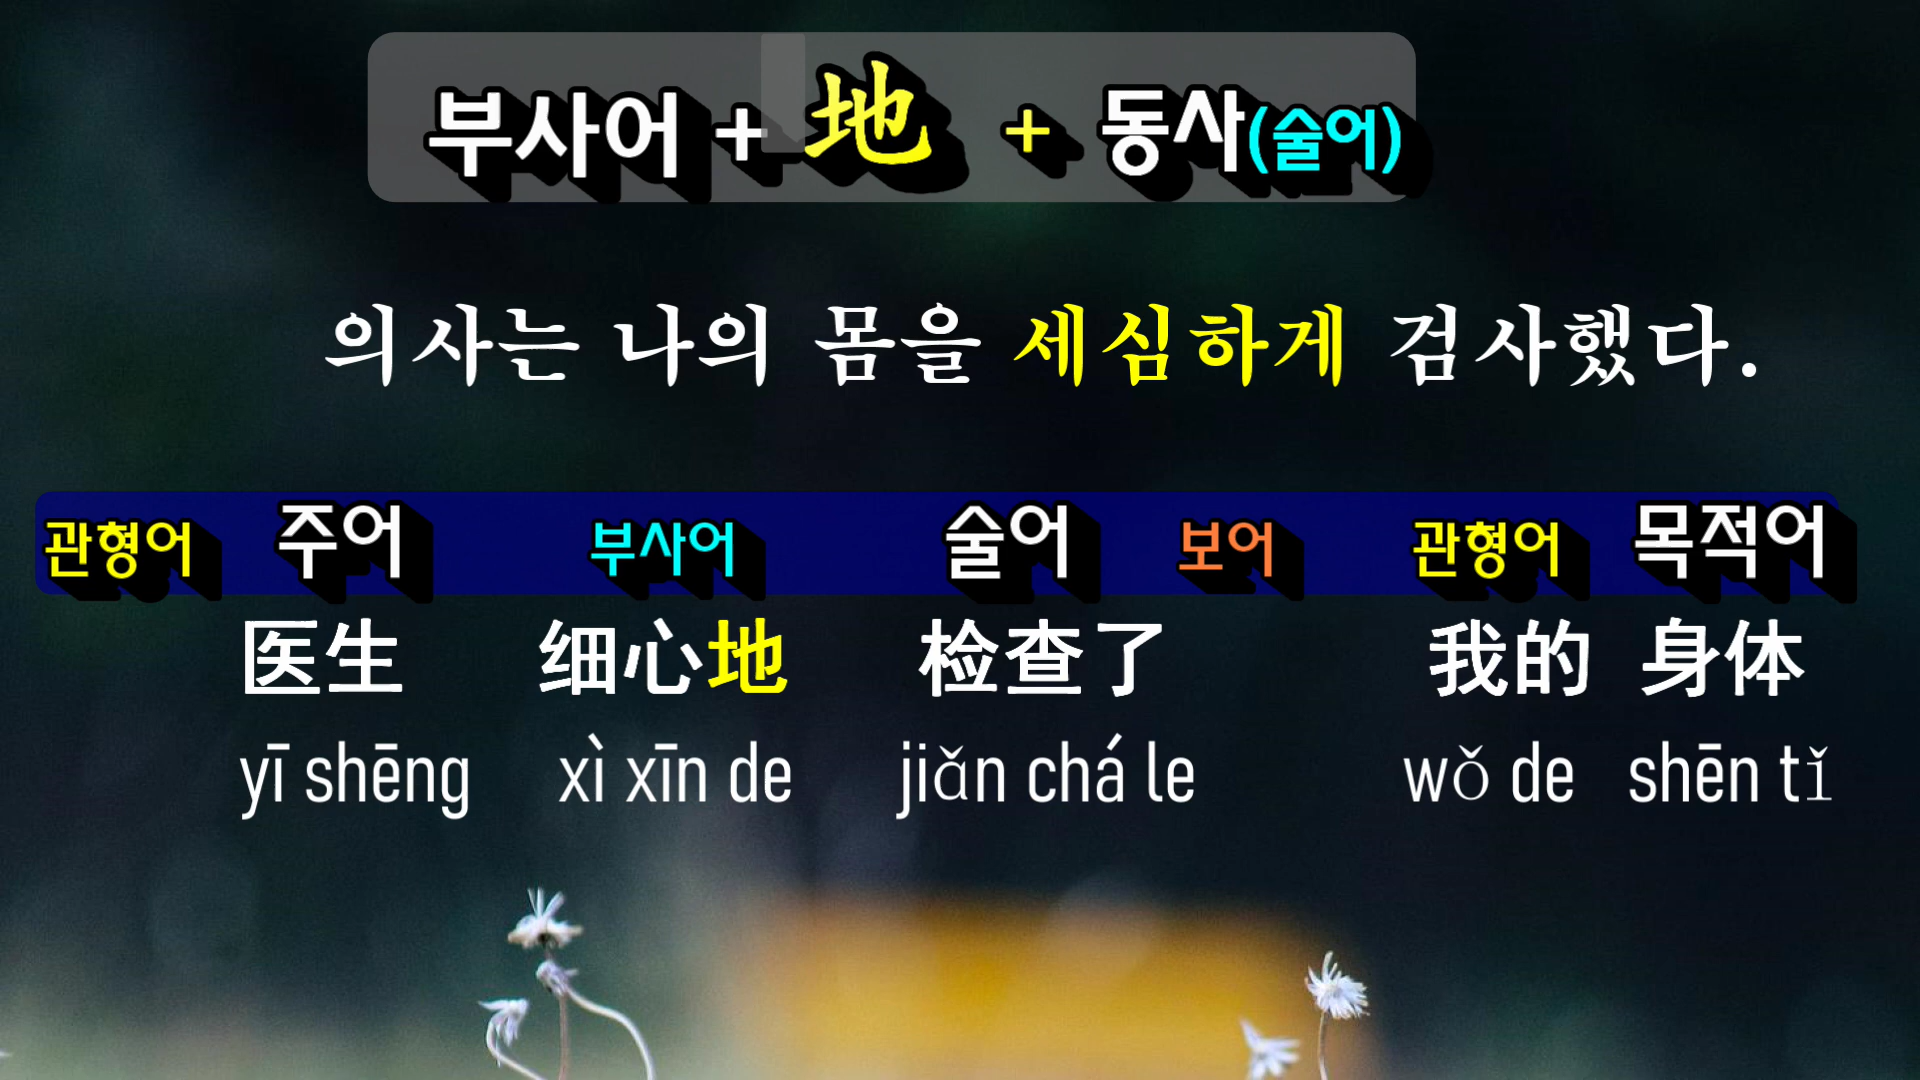 부사어 + 地 + 동사(술어)
의사는 나의 몸을 세심하게 검사했다.
관형어 주어 부사어 술어 보어 관형어 목적어
医生 细心地 检查了 我的 身体
yī shēng xì xīn de jiǎn chá le wǒ de shēn tǐ